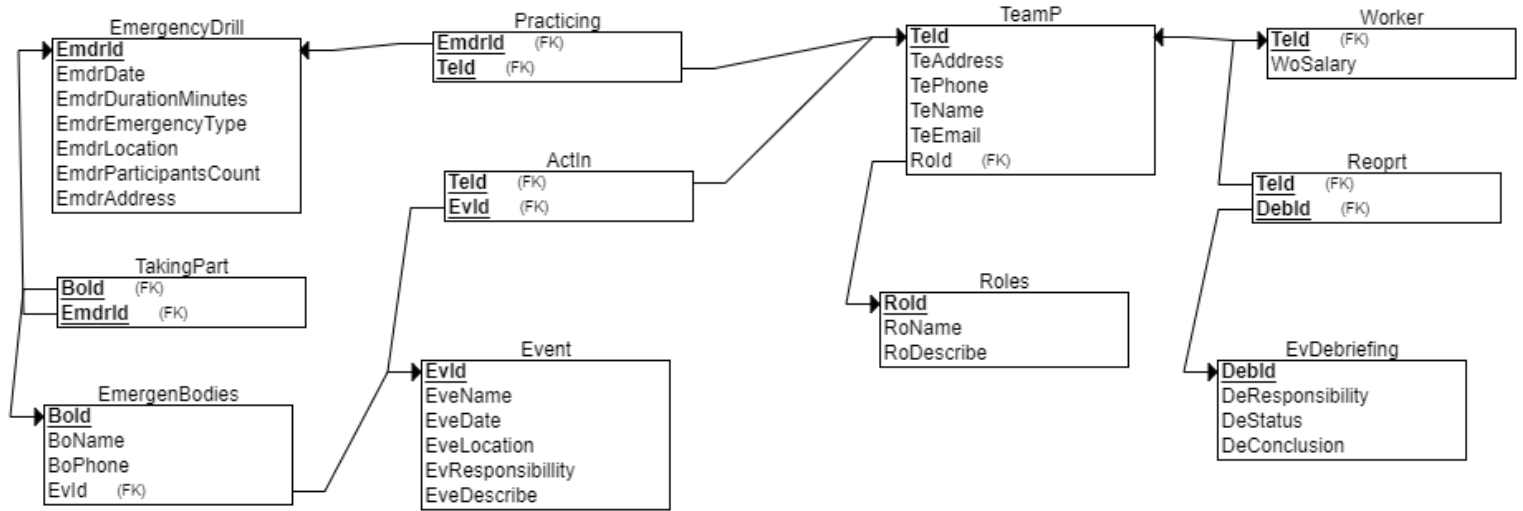 EmergencyDrill
EmdrId
EmdrDate
EmdrDurationMinutes
EmdrEmergencyType
EmdrLocation
EmdrParticipantsCount
EmdrAddress
Practicing
EmdrId (FK)
TeId (FK)
TeamP
TeId
TeAddress
TePhone
TeName
TeEmail
RoId (FK)
Worker
TeId (FK)
WoSalary
ActIn
TeId (FK)
EvId (FK)
Reoprt
TeId (FK)
DebId (FK)
TakingPart
BoId (FK)
EmdrId (FK)
Roles
RoId
RoName
RoDescribe
Event
EvId
EveName
EveDate
EveLocation
EvResponsibillity
EveDescribe
EvDebriefing
DebId
DeResponsibility
DeStatus
DeConclusion
EmergenBodies
BoId
BoName
BoPhone
EvId (FK)